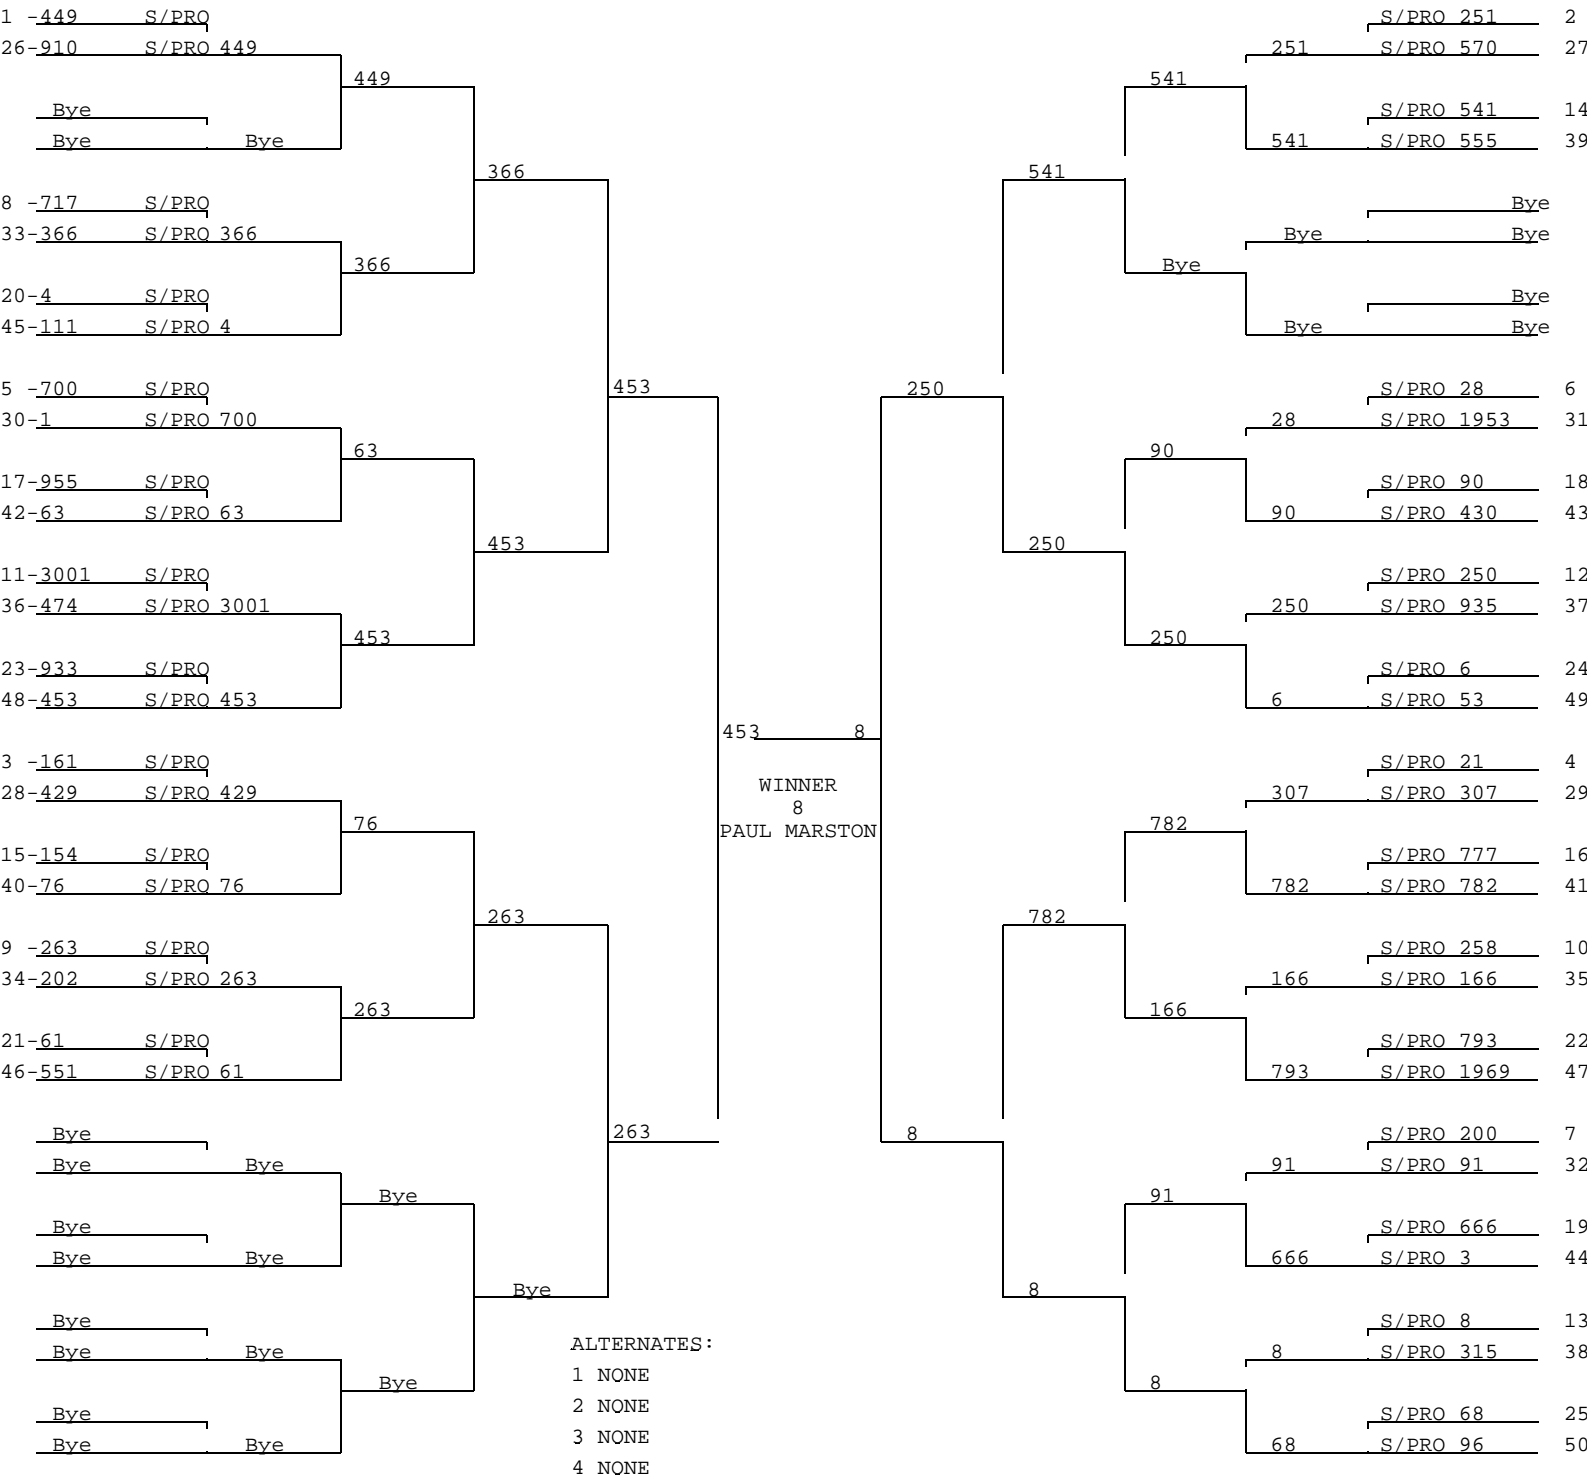 1 -449 S/PRO S/PRO 251 2
26-910 S/PRO 449 251 S/PRO 570 27
449 541
Bye S/PRO 541 14
Bye Bye 541 S/PRO 555 39
366 541
8 -717 S/PRO Bye
33-366 S/PRO 366 Bye Bye
366 Bye
20-4 S/PRO Bye
45-111 S/PRO 4 Bye Bye
5 -700 S/PRO 453 250 S/PRO 28 6
30-1 S/PRO 700 28 S/PRO 1953 31
63 90
17-955 S/PRO S/PRO 90 18
42-63 S/PRO 63 90 S/PRO 430 43
453 250
11-3001 S/PRO S/PRO 250 12
36-474 S/PRO 3001 250 S/PRO 935 37
453 250
23-933 S/PRO S/PRO 6 24
48-453 S/PRO 453 6 S/PRO 53 49
453 8
3 -161 S/PRO S/PRO 21 4
WINNER
28-429 S/PRO 429 307 S/PRO 307 29
8
76 782
PAUL MARSTON
15-154 S/PRO S/PRO 777 16
40-76 S/PRO 76 782 S/PRO 782 41
263 782
9 -263 S/PRO S/PRO 258 10
34-202 S/PRO 263 166 S/PRO 166 35
263 166
21-61 S/PRO S/PRO 793 22
46-551 S/PRO 61 793 S/PRO 1969 47
Bye 263 8 S/PRO 200 7
Bye Bye 91 S/PRO 91 32
Bye 91
Bye S/PRO 666 19
Bye Bye 666 S/PRO 3 44
Bye 8
Bye S/PRO 8 13
ALTERNATES:
Bye Bye 8 S/PRO 315 38
1 NONE
Bye 8
2 NONE
Bye S/PRO 68 25
3 NONE
Bye Bye 68 S/PRO 96 50
4 NONE